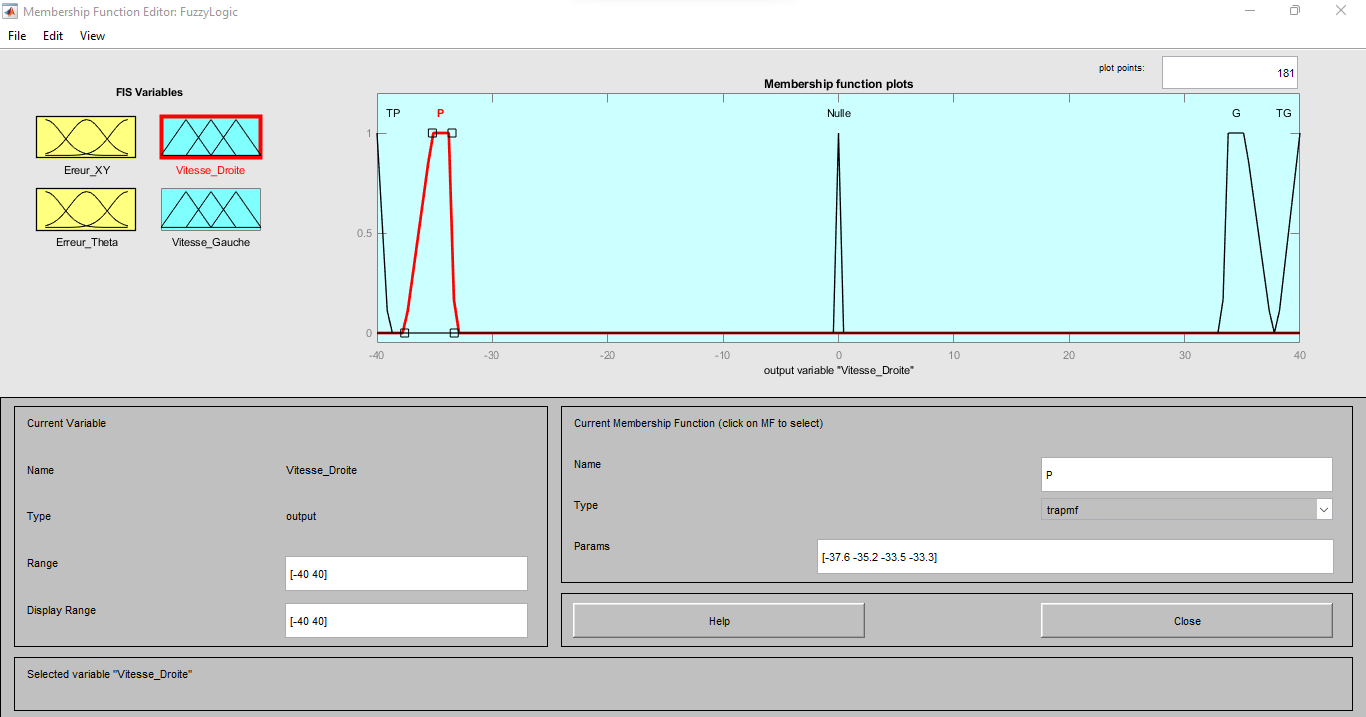 Membership Function Editor: FuzzyLogic
File Edit View
FIS Variables
Ereur_XY
Vitesse_Droite
Erreur_Theta
Vitesse_Gauche
plot points:
181
Membership function plots
TP P Nulle G TG
1
0.5
0
-40 -30 -20 -10 0 10 20 30 40
output variable "Vitesse_Droite"
Current Variable
Name Vitesse_Droite
Type output
Range [-40 40]
Display Range [-40 40]
Current Membership Function (click on MF to select)
Name P
Type trapmf
Params [-37.6 -35.2 -33.5 -33.3]
Help Close
Selected variable "Vitesse_Droite"